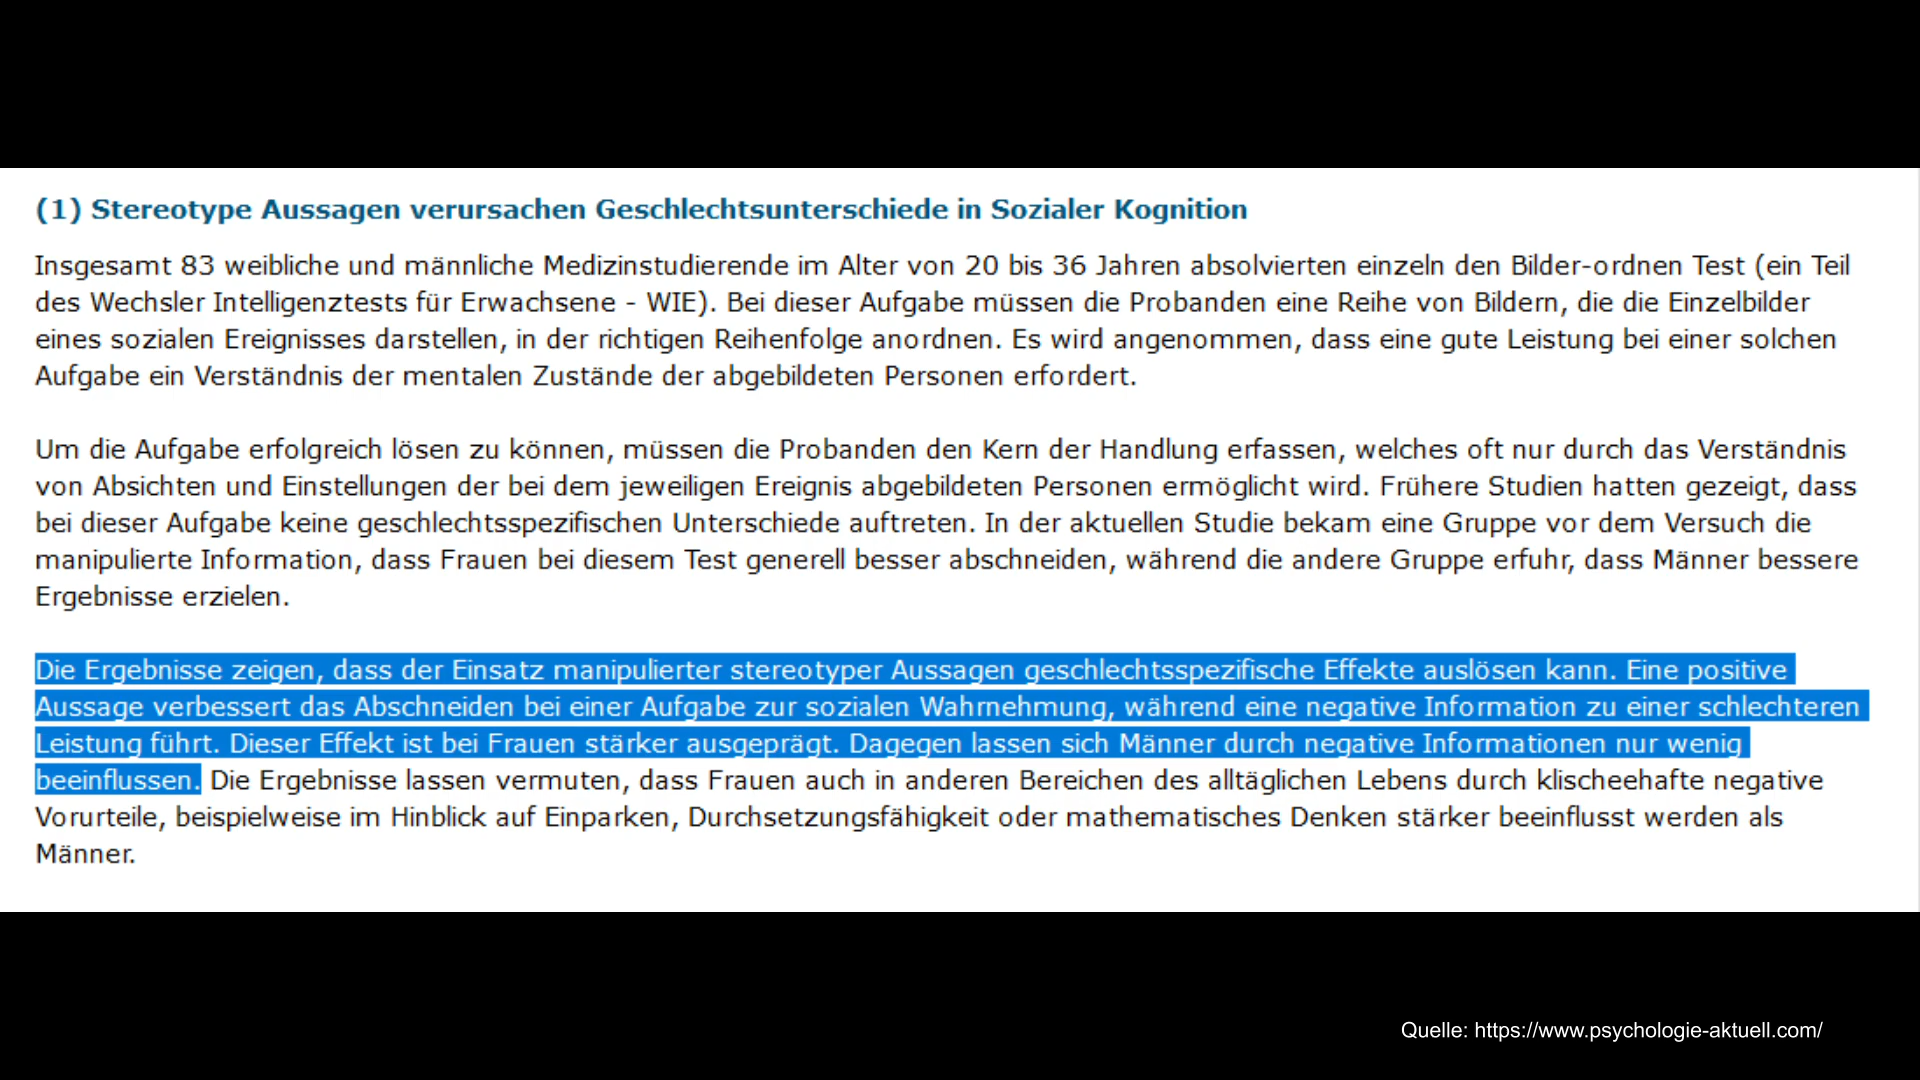 (1) Stereotype Aussagen verursachen Geschlechtsunterschiede in Sozialer Kognition
Insgesamt 83 weibliche und männliche Medizinstudierende im Alter von 20 bis 36 Jahren absolvierten einzeln den Bilder-ordnen Test (ein Teil
des Wechsler Intelligenztests für Erwachsene - WIE). Bei dieser Aufgabe müssen die Probanden eine Reihe von Bildern, die die Einzelbilder
eines sozialen Ereignisses darstellen, in der richtigen Reihenfolge anordnen. Es wird angenommen, dass eine gute Leistung bei einer solchen
Aufgabe ein Verständnis der mentalen Zustände der abgebildeten Personen erfordert.
Um die Aufgabe erfolgreich lösen zu können, müssen die Probanden den Kern der Handlung erfassen, welches oft nur durch das Verständnis
von Absichten und Einstellungen der bei dem jeweiligen Ereignis abgebildeten Personen ermöglicht wird. Frühere Studien hatten gezeigt, dass
bei dieser Aufgabe keine geschlechtsspezifischen Unterschiede auftreten. In der aktuellen Studie bekam eine Gruppe vor dem Versuch die
manipulierte Information, dass Frauen bei diesem Test generell besser abschneiden, während die andere Gruppe erfuhr, dass Männer bessere
Ergebnisse erzielen.
Die Ergebnisse zeigen, dass der Einsatz manipulierter stereotyper Aussagen geschlechtsspezifische Effekte auslösen kann. Eine positive
Aussage verbessert das Abschneiden bei einer Aufgabe zur sozialen Wahrnehmung, während eine negative Information zu einer schlechteren
Leistung führt. Dieser Effekt ist bei Frauen stärker ausgeprägt. Dagegen lassen sich Männer durch negative Informationen nur wenig
beeinflussen. Die Ergebnisse lassen vermuten, dass Frauen auch in anderen Bereichen des alltäglichen Lebens durch klischeehafte negative
Vorurteile, beispielweise im Hinblick auf Einparken, Durchsetzungsfähigkeit oder mathematisches Denken stärker beeinflusst werden als
Männer.
Quelle: https://www.psychologie-aktuell.com/